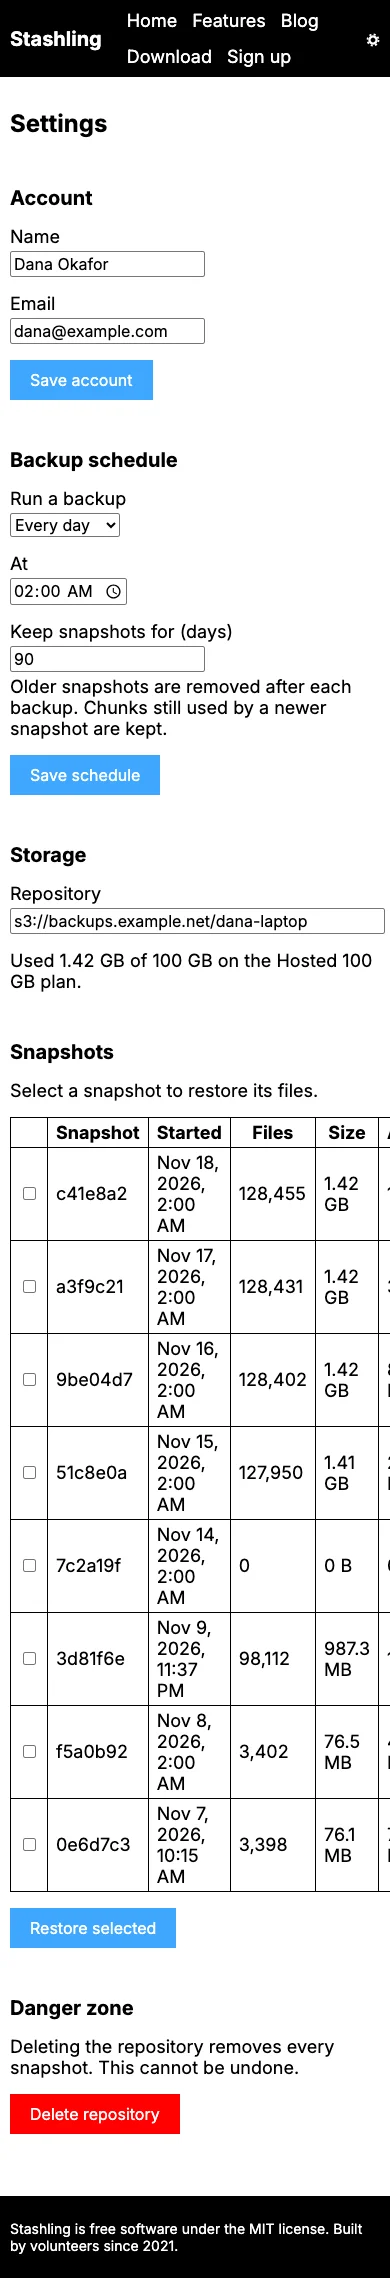 Stashling
Home Features Blog
Download Sign up
Settings
Account
Name
Dana Okafor
Email
dana@example.com
Save account
Backup schedule
Run a backup
Every day
At
02:00 AM
Keep snapshots for (days)
90
Older snapshots are removed after each
backup. Chunks still used by a newer
snapshot are kept.
Save schedule
Storage
Repository
s3://backups.example.net/dana-laptop
Used 1.42 GB of 100 GB on the Hosted 100
GB plan.
Snapshots
Select a snapshot to restore its files.
Snapshot Started Files Size
c41e8a2 Nov 18, 2026, 2:00 AM 128,455 1.42 GB
a3f9c21 Nov 17, 2026, 2:00 AM 128,431 1.42 GB
9be04d7 Nov 16, 2026, 2:00 AM 128,402 1.42 GB
51c8e0a Nov 15, 2026, 2:00 AM 127,950 1.41 GB
7c2a19f Nov 14, 2026, 2:00 AM 0 0 B
3d81f6e Nov 9, 2026, 11:37 PM 98,112 987.3 MB
f5a0b92 Nov 8, 2026, 2:00 AM 3,402 76.5 MB
0e6d7c3 Nov 7, 2026, 10:15 AM 3,398 76.1 MB
Restore selected
Danger zone
Deleting the repository removes every
snapshot. This cannot be undone.
Delete repository
Stashling is free software under the MIT license. Built
by volunteers since 2021.